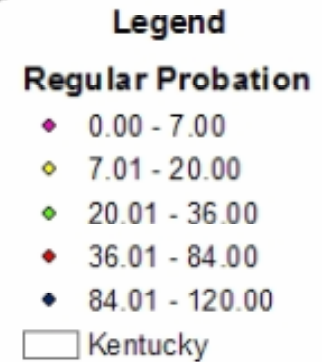 Legend
Regular Probation
0.00 - 7.00
7.01 - 20.00
20.01 - 36.00
36.01 - 84.00
84.01 - 120.00
Kentucky